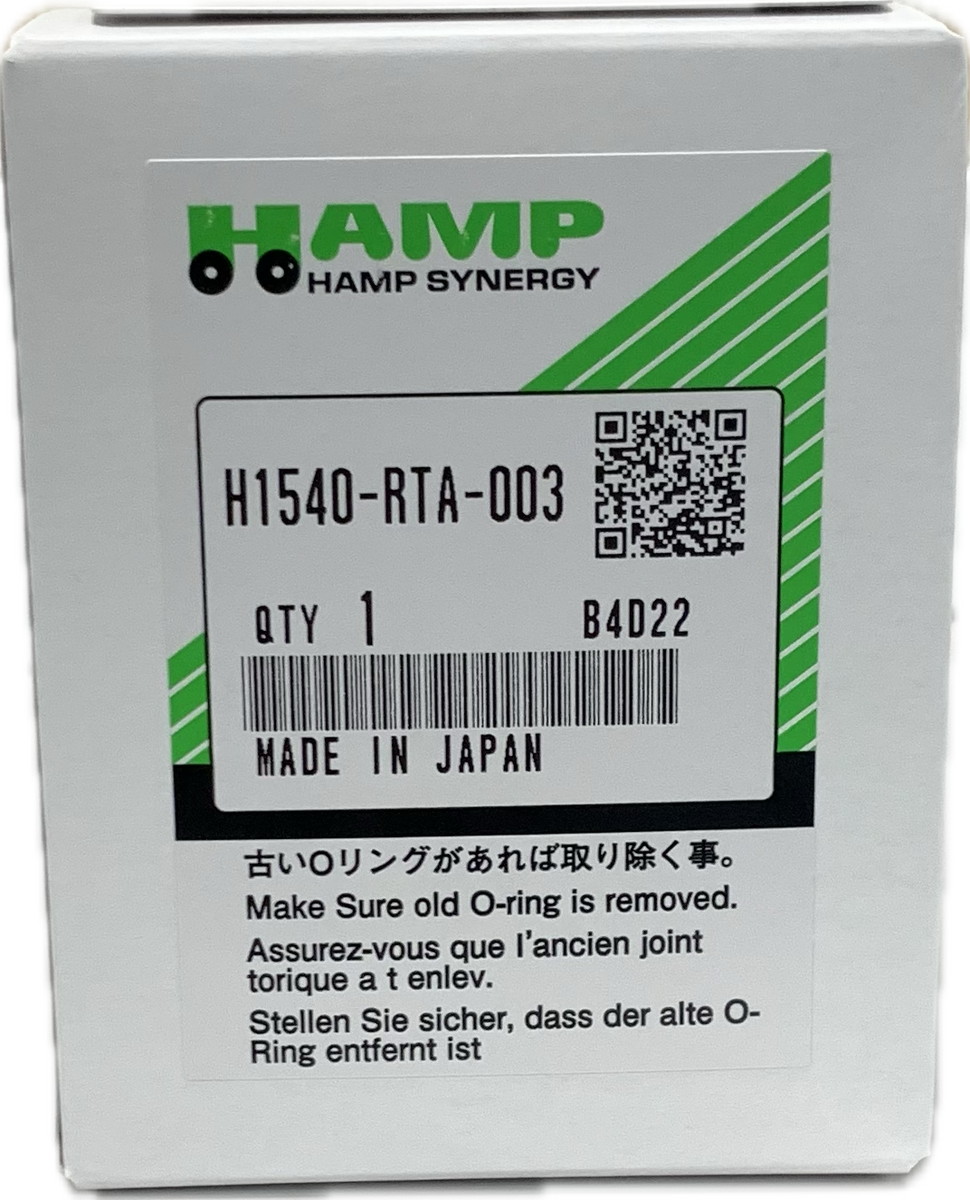 HAMP
HAMP SYNERGY
H1540-RTA-003
QTY 1 B4D22
MADE IN JAPAN
古いOリングがあれば取り除く事。
Make Sure old O-ring is removed.
Assurez-vous que l'ancien joint
torique a t enlev.
Stellen Sie sicher, dass der alte O-
Ring entfernt ist